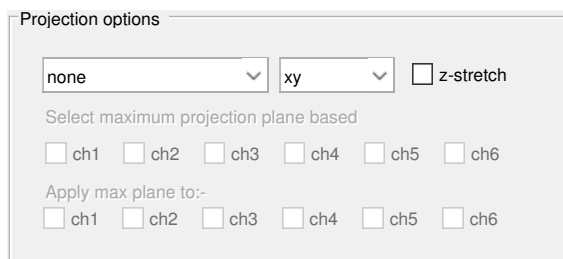 Projection options
none xy z-stretch
Select maximum projection plane based
ch1 ch2 ch3 ch4 ch5 ch6
Apply max plane to:-
ch1 ch2 ch3 ch4 ch5 ch6